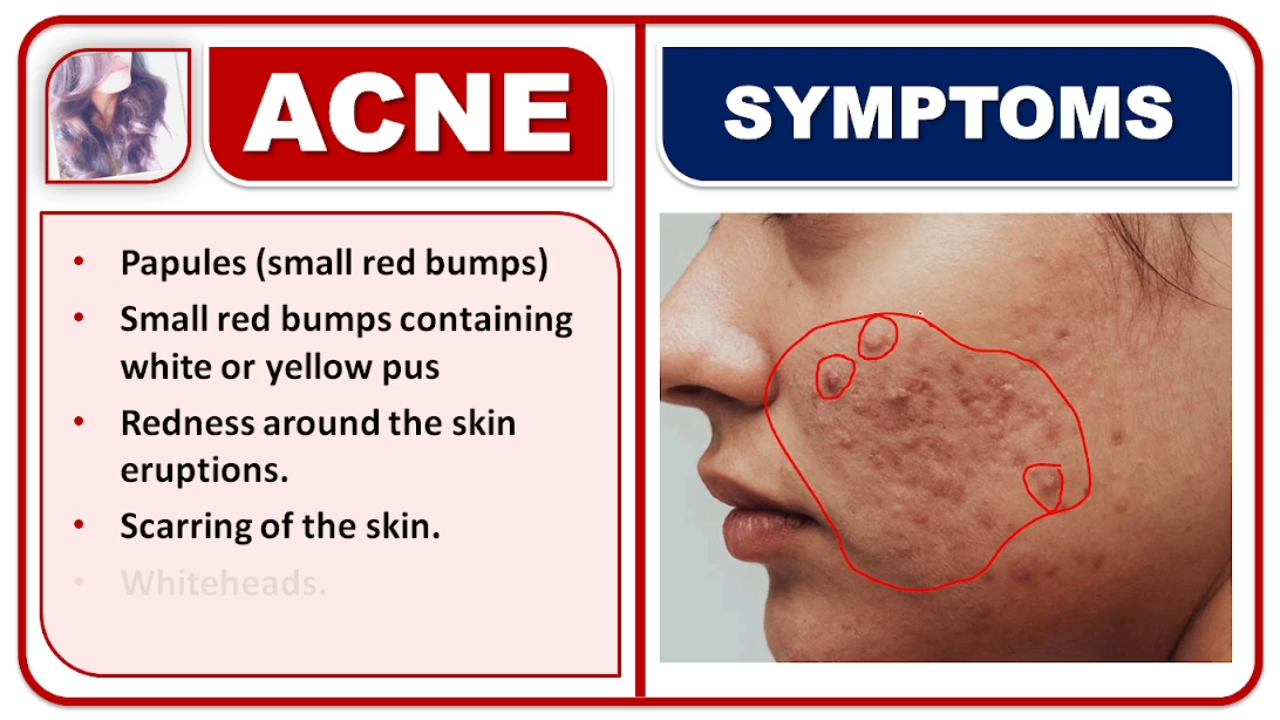 ACNE
SYMPTOMS
• Papules (small red bumps)
• Small red bumps containing
white or yellow pus
• Redness around the skin
eruptions.
• Scarring of the skin.
• Whiteheads.